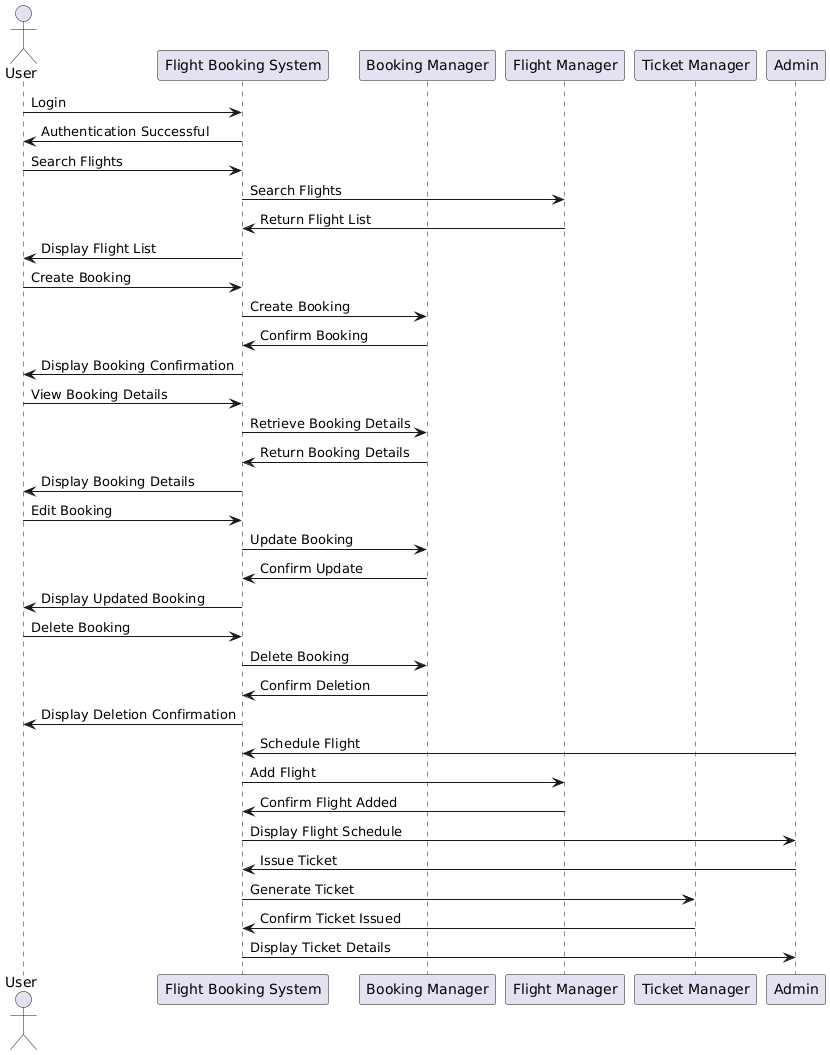 User
Flight Booking System
Booking Manager
Flight Manager
Ticket Manager
Admin
Login
Authentication Successful
Search Flights
Search Flights
Return Flight List
Display Flight List
Create Booking
Create Booking
Confirm Booking
Display Booking Confirmation
View Booking Details
Retrieve Booking Details
Return Booking Details
Display Booking Details
Edit Booking
Update Booking
Confirm Update
Display Updated Booking
Delete Booking
Delete Booking
Confirm Deletion
Display Deletion Confirmation
Schedule Flight
Add Flight
Confirm Flight Added
Display Flight Schedule
Issue Ticket
Generate Ticket
Confirm Ticket Issued
Display Ticket Details
User
Flight Booking System
Booking Manager
Flight Manager
Ticket Manager
Admin